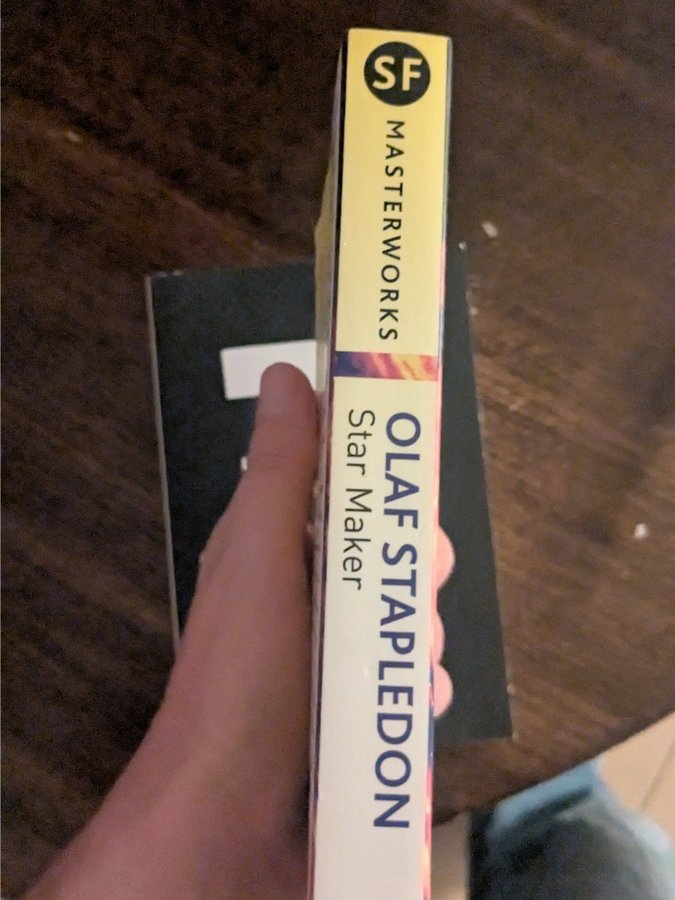 SF
MASTERWORKS
OLAF STAPLEDON
Star Maker